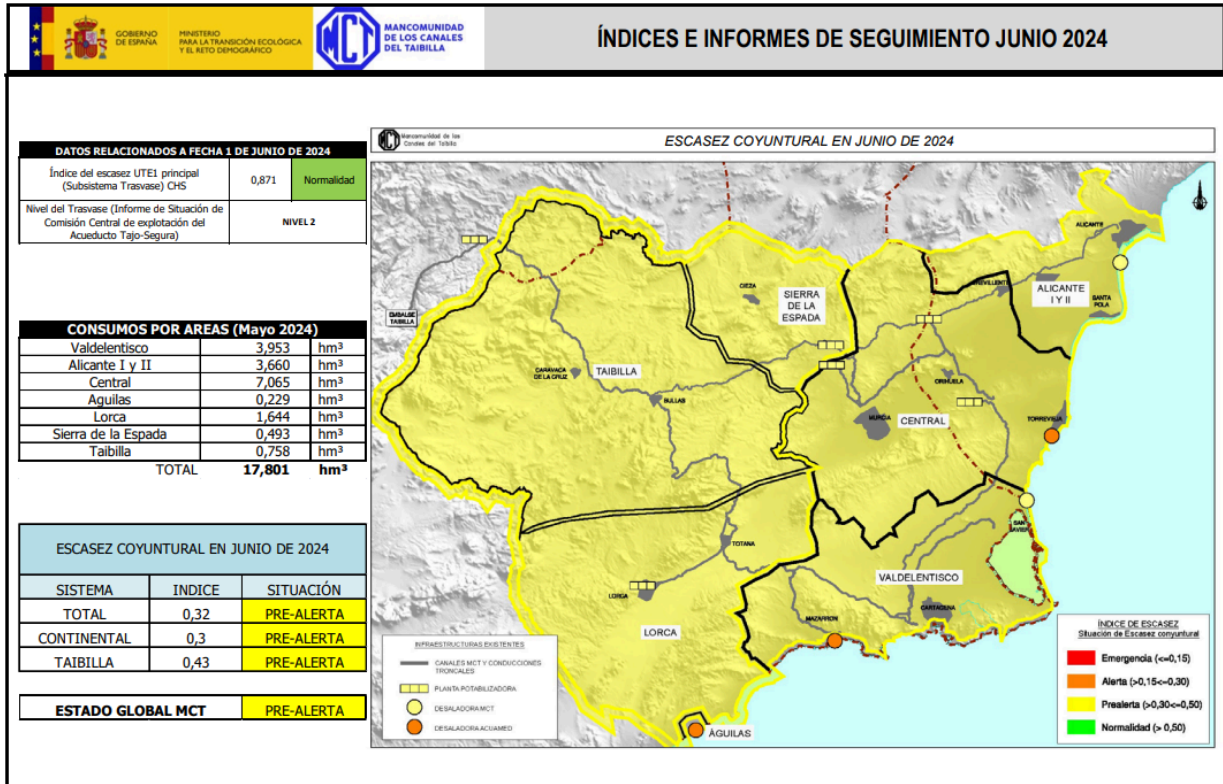 GOBIERNO
DE ESPAÑA
MINISTERIO
PARA LA TRANSICIÓN ECOLÓGICA
Y EL RETO DEMOGRÁFICO
MCT
MANCOMUNIDAD
DE LOS CANALES
DEL TAIBILLA
ÍNDICES E INFORMES DE SEGUIMIENTO JUNIO 2024
DATOS RELACIONADOS A FECHA 1 DE JUNIO DE 2024
Índice del escasez UTE1 principal
(Subsistema Trasvase) CHS
0,871
Normalidad
Nivel del Trasvase (Informe de Situación de
Comisión Central de explotación del
Acueducto Tajo-Segura)
NIVEL 2
CONSUMOS POR AREAS (Mayo 2024)
Valdelentisco 3,953 hm³
Alicante I y II 3,660 hm³
Central 7,065 hm³
Aguilas 0,229 hm³
Lorca 1,644 hm³
Sierra de la Espada 0,493 hm³
Taibilla 0,758 hm³
TOTAL 17,801 hm³
ESCASEZ COYUNTURAL EN JUNIO DE 2024
SISTEMA INDICE SITUACIÓN
TOTAL 0,32 PRE-ALERTA
CONTINENTAL 0,3 PRE-ALERTA
TAIBILLA 0,43 PRE-ALERTA
ESTADO GLOBAL MCT PRE-ALERTA
MCT
Mancomunidad de los
Canales del Taibilla
ESCASEZ COYUNTURAL EN JUNIO DE 2024
ALICANTE
CIEZA
SIERRA
DE LA
ESPADA
CREVILLENTE
ALICANTE
I Y II
SANTA
POLA
EMBALSE
TAIBILLA
CARAVACA
DE LA CRUZ
TAIBILLA
BULLAS
ORIHUELA
MURCIA
CENTRAL
TORREVIEJA
SAN
JAVIER
TOTANA
VALDELENTISCO
LORCA
CARTAGENA
MAZARRON
LORCA
ÁGUILAS
INFRAESTRUCTURAS EXISTENTES
CANALES MCT Y CONDUCCIONES
TRONCALES
PLANTA POTABILIZADORA
DESALADORA MCT
DESALADORA ACUAMED
ÍNDICE DE ESCASEZ
Situación de Escasez conyuntural
Emergencia (<=0,15)
Alerta (>0,15<=0,30)
Prealerta (>0,30<=0,50)
Normalidad (> 0,50)